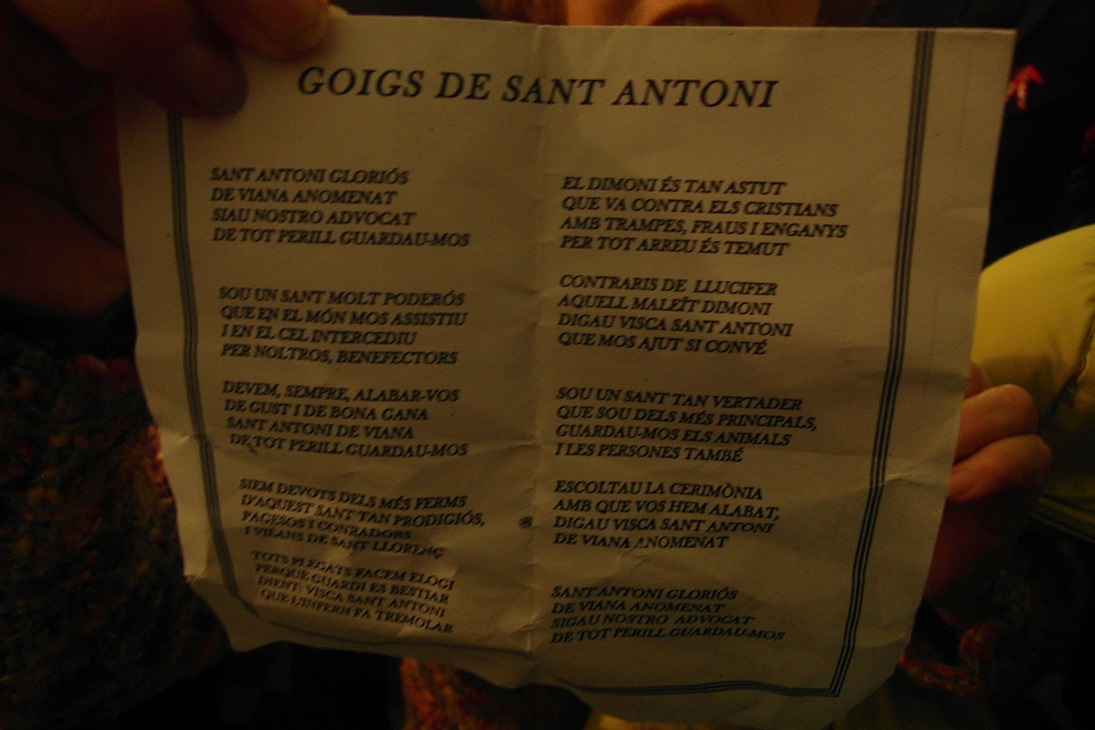 GOIGS DE SANT ANTONI
SANT ANTONI GLORIÓS
DE VIANA ANOMENAT
SIAU NOSTRO ADVOCAT
DE TOT PERILL GUARDAU-MOS
SOU UN SANT MOLT PODERÓS
QUE EN EL MÓN MOS ASSISTIU
I EN EL CEL INTERCEDIU
PER NOLTROS, BENEFECTORS
DEVEM, SEMPRE, ALABAR-VOS
DE GUST I DE BONA GANA
SANT ANTONI DE VIANA
DE TOT PERILL GUARDAU-MOS
SIEM DEVOTS DELS MÉS FERMS
D'AQUEST SANT TAN PRODIGIÓS,
PAGESOS I CONRADORS
I VILANS DE SANT LLORENÇ
TOTS PLEGATS FACEM ELOGI
PERQUÈ GUARDI ES BESTIAR
DIENT: VISCA SANT ANTONI
QUE L'INFERN FA TREMOLAR
EL DIMONI ÉS TAN ASTUT
QUE VA CONTRA ELS CRISTIANS
AMB TRAMPES, FRAUS I ENGANYS
PER TOT ARREU ÉS TEMUT
CONTRARIS DE LLUCIFER
AQUELL MALEÏT DIMONI
DIGAU VISCA SANT ANTONI
QUE MOS AJUT SI CONVÉ
SOU UN SANT TAN VERTADER
QUE SOU DELS MÉS PRINCIPALS,
GUARDAU-MOS ELS ANIMALS
I LES PERSONES TAMBÉ
ESCOLTAU LA CERIMÒNIA
AMB QUE VOS HEM ALABAT,
DIGAU VISCA SANT ANTONI
DE VIANA ANOMENAT
SANT ANTONI GLORIÓS
DE VIANA ANOMENAT
SIGAU NOSTRO ADVOCAT
DE TOT PERILL GUARDAU-MOS